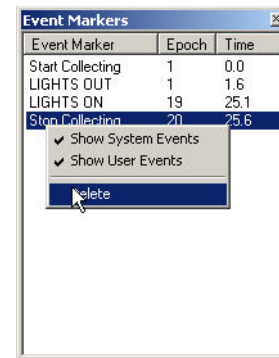 Event Markers
Event Marker Epoch Time
Start Collecting 1 0.0
LIGHTS OUT 1 1.6
LIGHTS ON 19 25.1
Stop Collecting 20 25.6
Show System Events
Show User Events
Delete